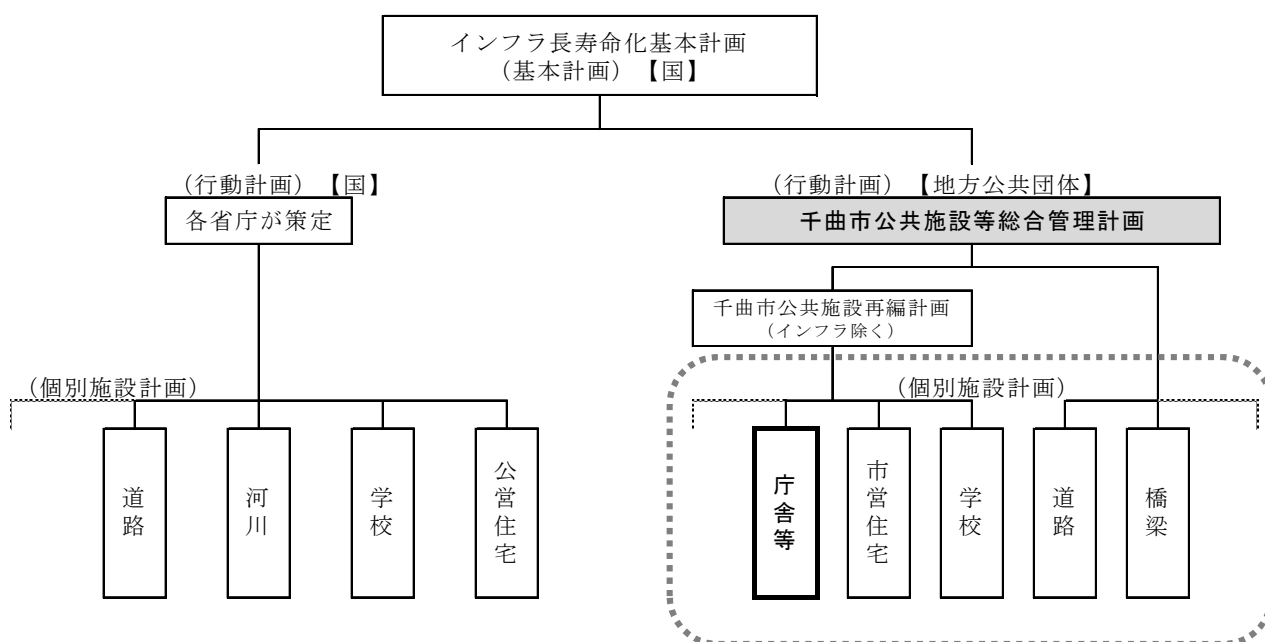 インフラ長寿命化基本計画
（基本計画）【国】
（行動計画）【国】
各省庁が策定
（行動計画）【地方公共団体】
千曲市公共施設等総合管理計画
千曲市公共施設再編計画
（インフラ除く）
（個別施設計画）
道路
河川
学校
公営住宅
（個別施設計画）
庁舎等
市営住宅
学校
道路
橋梁